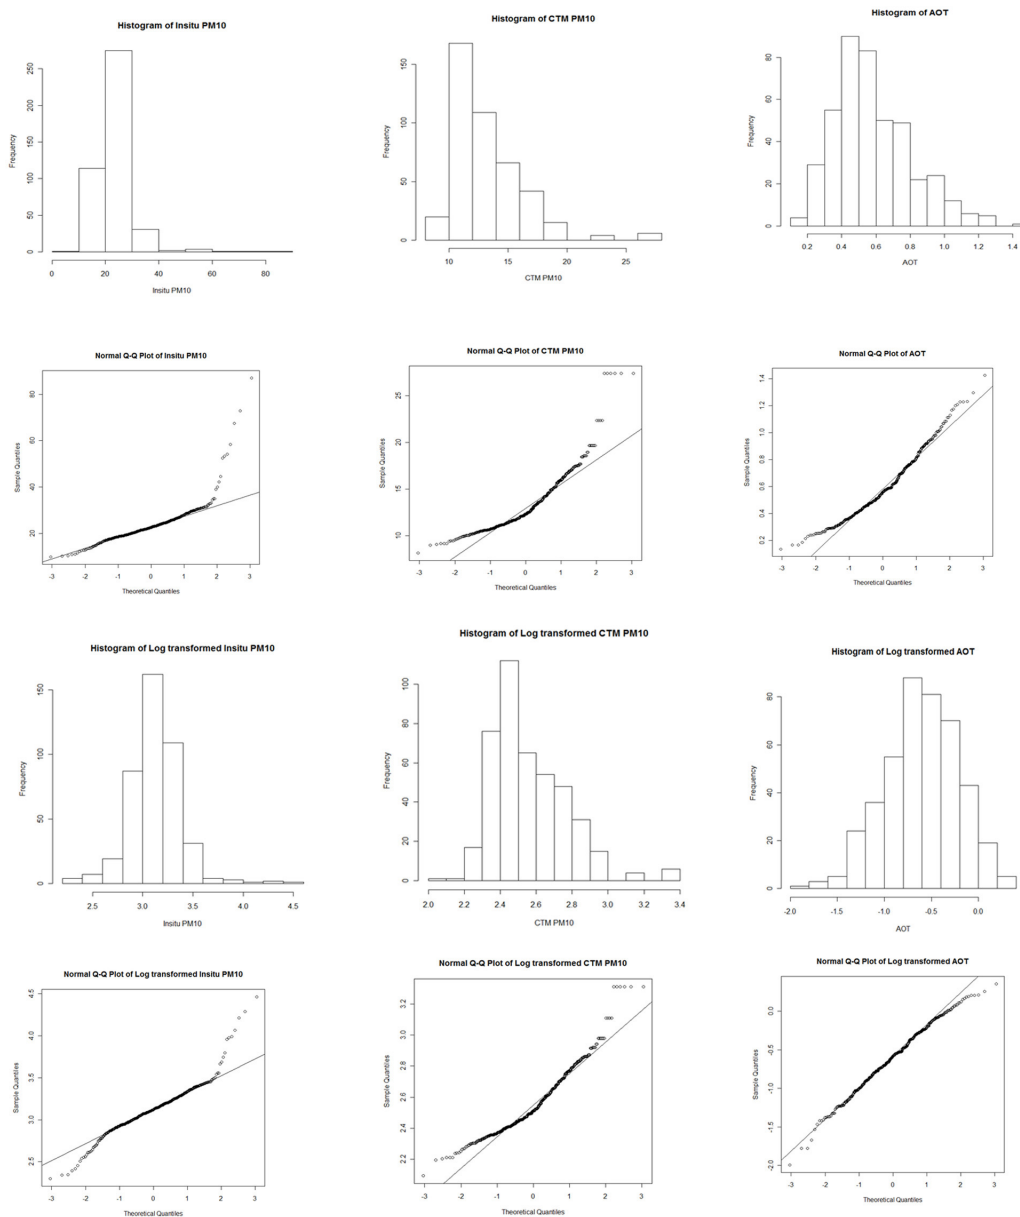 Histogram of Insitu PM10
Frequency
0 50 100 150 200 250
0 20 40 60 80
Insitu PM10
Histogram of CTM PM10
Frequency
0 50 100 150
10 15 20 25
CTM PM10
Histogram of AOT
Frequency
0 20 40 60 80
0.2 0.4 0.6 0.8 1.0 1.2 1.4
AOT
Normal Q-Q Plot of Insitu PM10
Sample Quantiles
20 40 60 80
-3 -2 -1 0 1 2 3
Theoretical Quantiles
Normal Q-Q Plot of CTM PM10
Sample Quantiles
10 15 20 25
-3 -2 -1 0 1 2 3
Theoretical Quantiles
Normal Q-Q Plot of AOT
Sample Quantiles
0.2 0.4 0.6 0.8 1.0 1.2 1.4
-3 -2 -1 0 1 2 3
Theoretical Quantiles
Histogram of Log transformed Insitu PM10
Frequency
0 50 100 150
2.5 3.0 3.5 4.0 4.5
Insitu PM10
Histogram of Log transformed CTM PM10
Frequency
0 20 40 60 80 100
2.0 2.2 2.4 2.6 2.8 3.0 3.2 3.4
CTM PM10
Histogram of Log transformed AOT
Frequency
0 20 40 60 80
-2.0 -1.5 -1.0 -0.5 0.0
AOT
Normal Q-Q Plot of Log transformed Insitu PM10
Sample Quantiles
2.5 3.0 3.5 4.0 4.5
-3 -2 -1 0 1 2 3
Theoretical Quantiles
Normal Q-Q Plot of Log transformed CTM PM10
Sample Quantiles
2.2 2.4 2.6 2.8 3.0 3.2
-3 -2 -1 0 1 2 3
Theoretical Quantiles
Normal Q-Q Plot of Log transformed AOT
Sample Quantiles
-2.0 -1.5 -1.0 -0.5 0.0
-3 -2 -1 0 1 2 3
Theoretical Quantiles